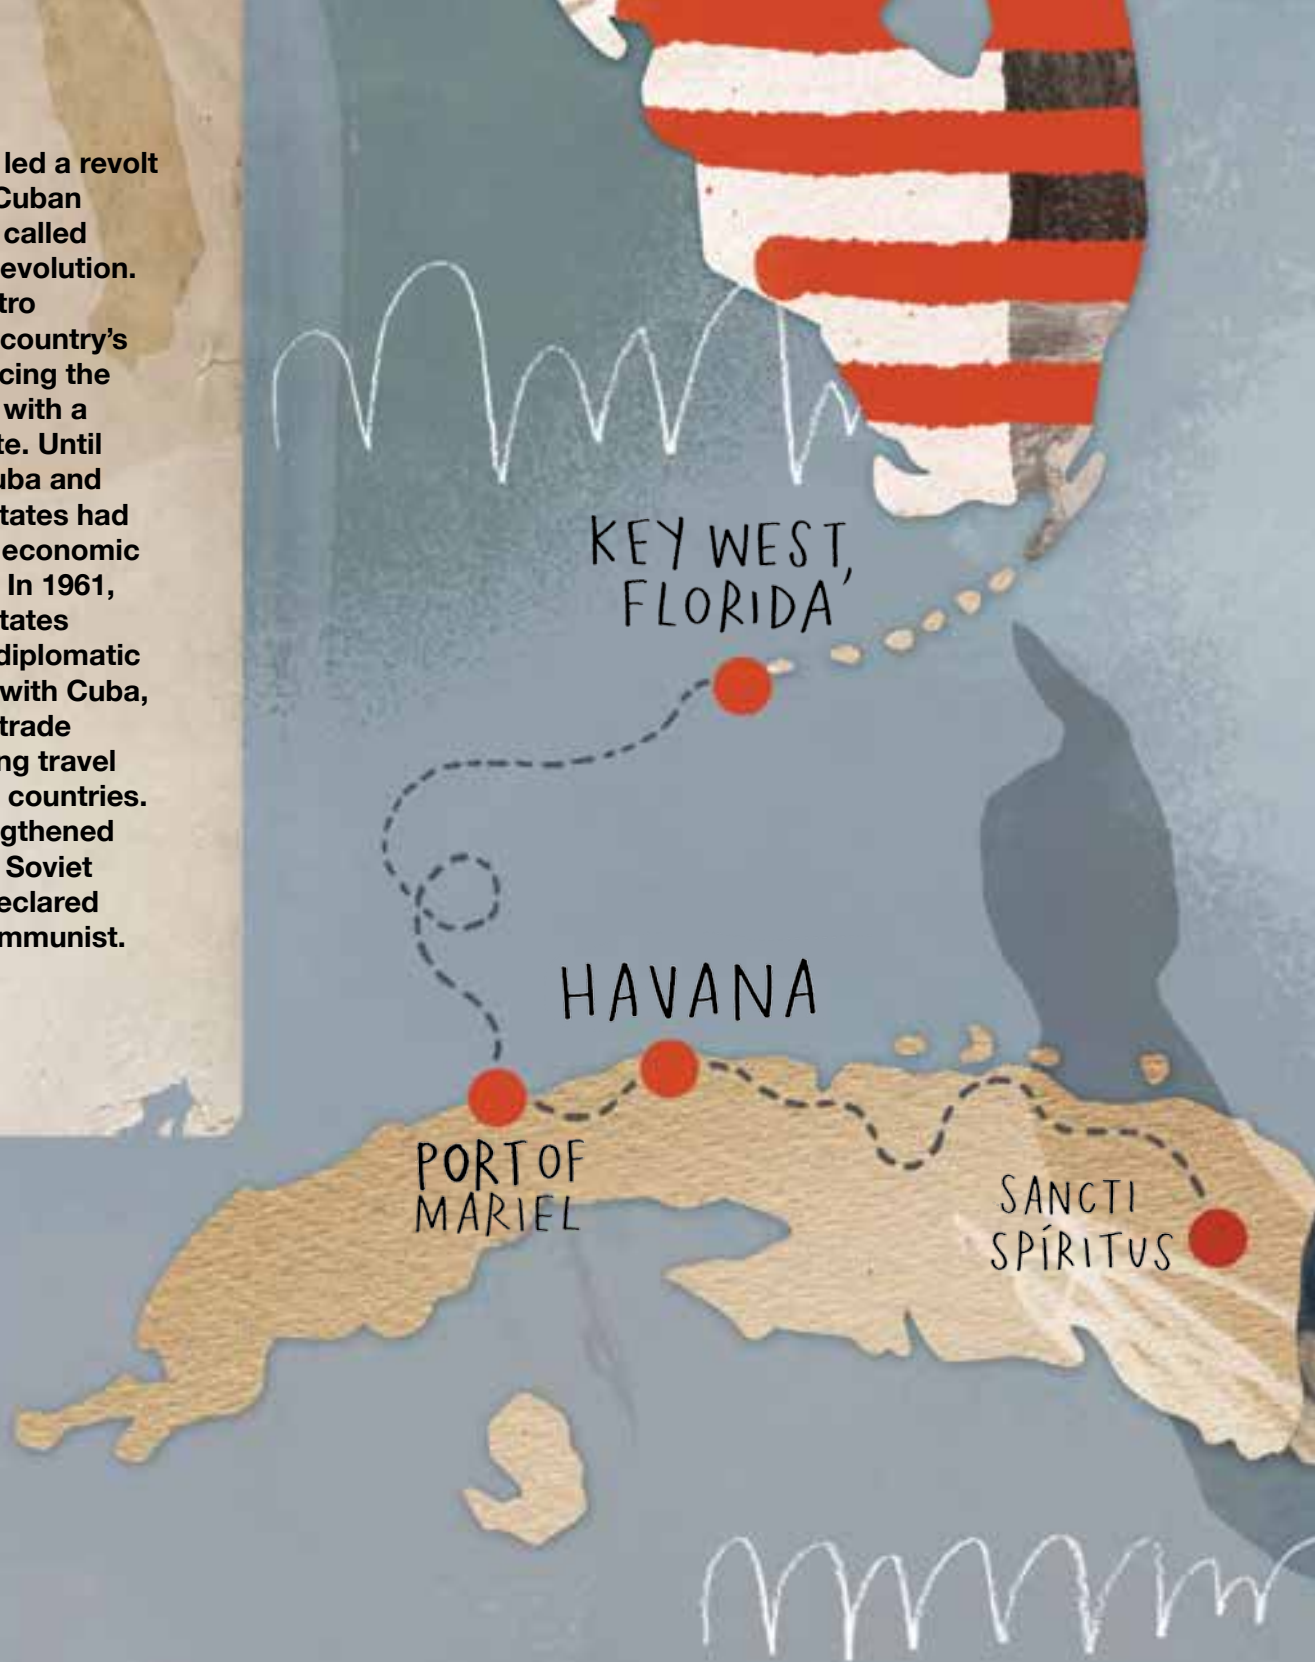 led a revolt
Cuban
called
evolution.
tro
country’s
cing the
with a
te. Until
uba and
tates had
economic
In 1961,
tates
diplomatic
with Cuba,
trade
ng travel
countries.
gthened
Soviet
eclared
mmunist.
KEY WEST,
FLORIDA
HAVANA
PORT OF
MARIEL
SANCTI
SPÍRITUS